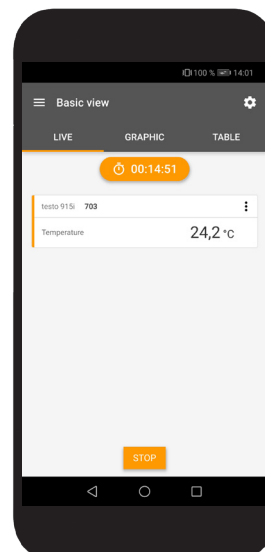 100 % 14:01
Basic view
LIVE GRAPHIC TABLE
00:14:51
testo 915i 703
Temperature 24,2 °C
STOP